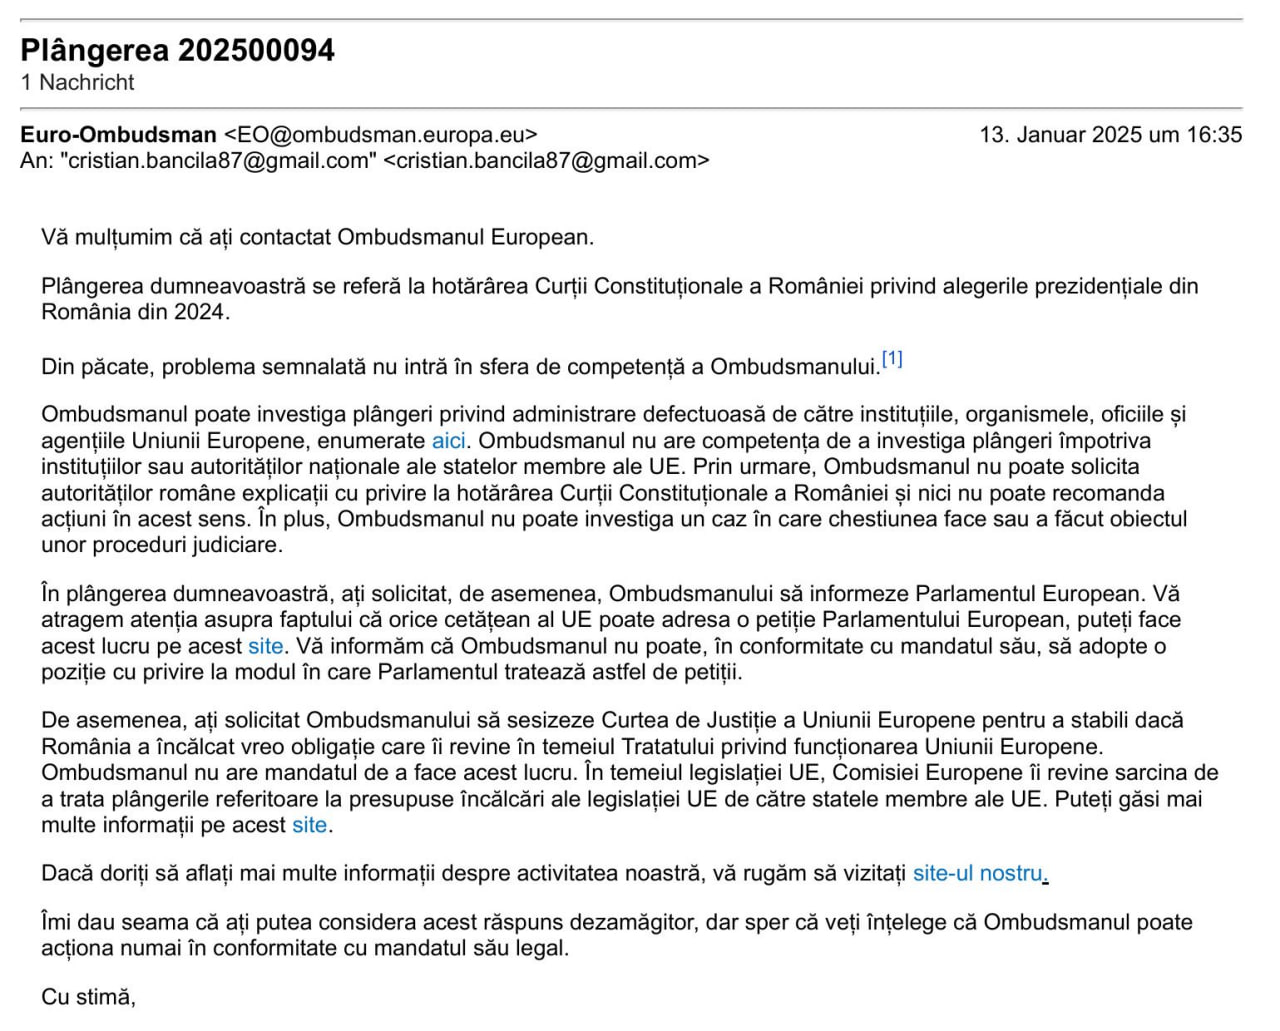 Plângerea 202500094
1 Nachricht
Euro-Ombudsman <EO@ombudsman.europa.eu> 13. Januar 2025 um 16:35
An: "cristian.bancila87@gmail.com" <cristian.bancila87@gmail.com>
Vă mulțumim că ați contactat Ombudsmanul European.
Plângerea dumneavoastră se referă la hotărârea Curții Constituționale a României privind alegerile prezidențiale din
România din 2024.
Din păcate, problema semnalată nu intră în sfera de competență a Ombudsmanului.[1]
Ombudsmanul poate investiga plângeri privind administrare defectuoasă de către instituțiile, organismele, oficiile și
agențiile Uniunii Europene, enumerate aici. Ombudsmanul nu are competența de a investiga plângeri împotriva
instituțiilor sau autorităților naționale ale statelor membre ale UE. Prin urmare, Ombudsmanul nu poate solicita
autorităților române explicații cu privire la hotărârea Curții Constituționale a României și nici nu poate recomanda
acțiuni în acest sens. În plus, Ombudsmanul nu poate investiga un caz în care chestiunea face sau a făcut obiectul
unor proceduri judiciare.
În plângerea dumneavoastră, ați solicitat, de asemenea, Ombudsmanului să informeze Parlamentul European. Vă
atragem atenția asupra faptului că orice cetățean al UE poate adresa o petiție Parlamentului European, puteți face
acest lucru pe acest site. Vă informăm că Ombudsmanul nu poate, în conformitate cu mandatul său, să adopte o
poziție cu privire la modul în care Parlamentul tratează astfel de petiții.
De asemenea, ați solicitat Ombudsmanului să sesizeze Curtea de Justiție a Uniunii Europene pentru a stabili dacă
România a încălcat vreo obligație care îi revine în temeiul Tratatului privind funcționarea Uniunii Europene.
Ombudsmanul nu are mandatul de a face acest lucru. În temeiul legislației UE, Comisiei Europene îi revine sarcina de
a trata plângerile referitoare la presupuse încălcări ale legislației UE de către statele membre ale UE. Puteți găsi mai
multe informații pe acest site.
Dacă doriți să aflați mai multe informații despre activitatea noastră, vă rugăm să vizitați site-ul nostru.
Îmi dau seama că ați putea considera acest răspuns dezamăgitor, dar sper că veți înțelege că Ombudsmanul poate
acționa numai în conformitate cu mandatul său legal.
Cu stimă,